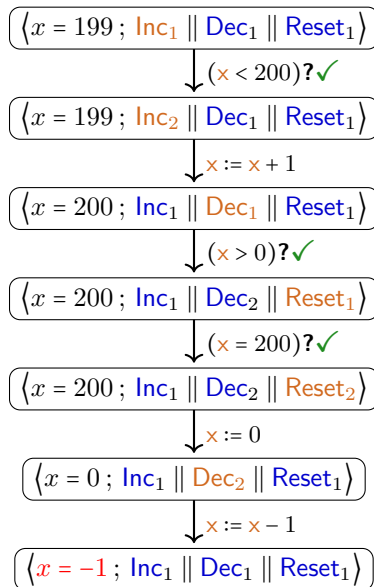 ⟨x = 199 ; Inc₁ || Dec₁ || Reset₁⟩
(x < 200)?✓
⟨x = 199 ; Inc₂ || Dec₁ || Reset₁⟩
x := x + 1
⟨x = 200 ; Inc₁ || Dec₁ || Reset₁⟩
(x > 0)?✓
⟨x = 200 ; Inc₁ || Dec₂ || Reset₁⟩
(x = 200)?✓
⟨x = 200 ; Inc₁ || Dec₂ || Reset₂⟩
x := 0
⟨x = 0 ; Inc₁ || Dec₂ || Reset₁⟩
x := x − 1
⟨x = −1 ; Inc₁ || Dec₁ || Reset₁⟩